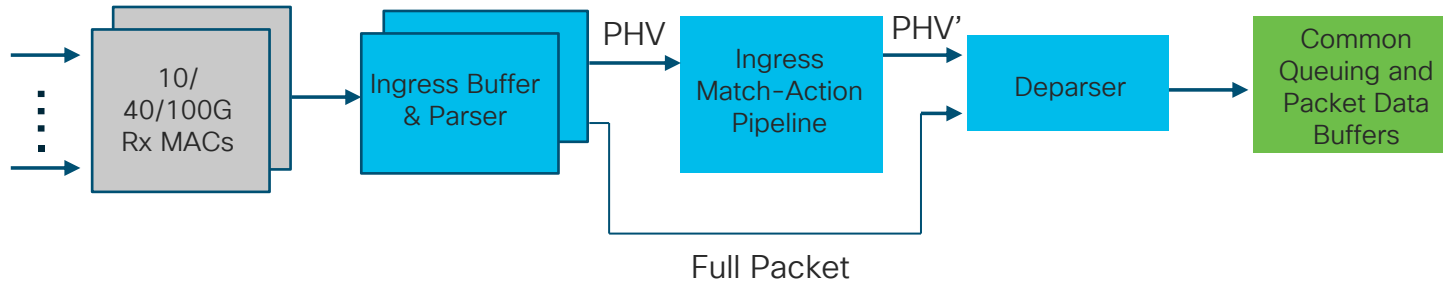 10/
40/100G
Rx MACs
Ingress Buffer
& Parser
PHV
Ingress
Match-Action
Pipeline
PHV'
Deparser
Common
Queuing and
Packet Data
Buffers
Full Packet